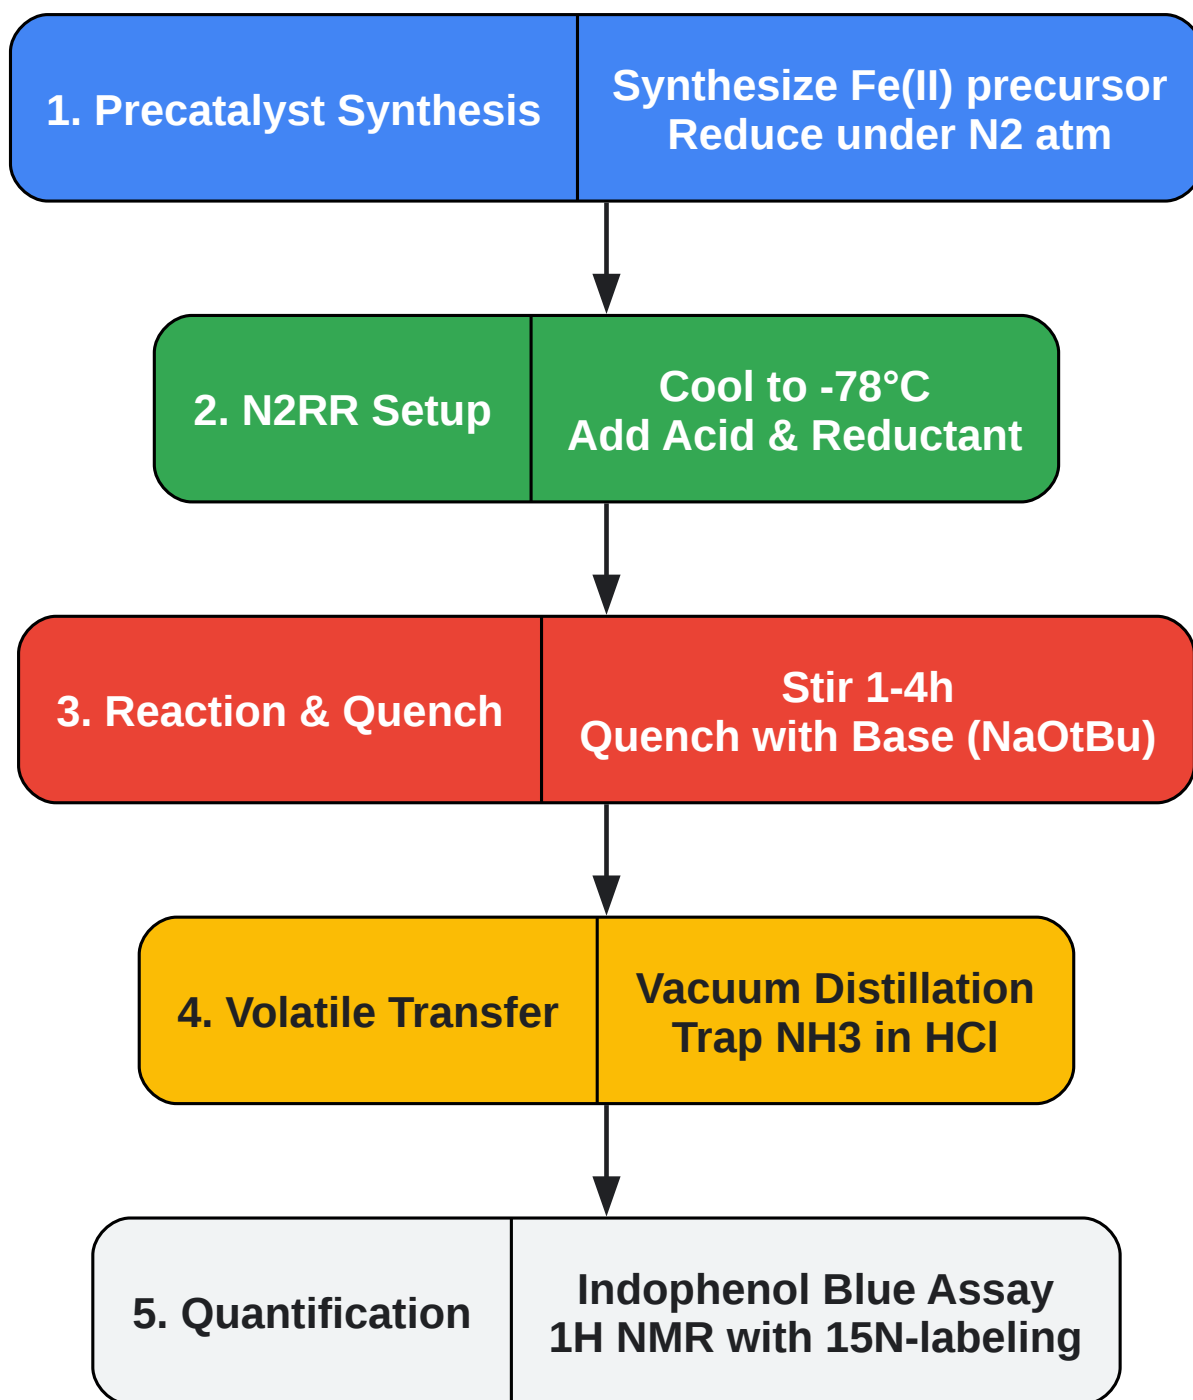 1. Precatalyst Synthesis
Synthesize Fe(II) precursor
Reduce under N2 atm
2. N2RR Setup
Cool to -78°C
Add Acid & Reductant
3. Reaction & Quench
Stir 1-4h
Quench with Base (NaOtBu)
4. Volatile Transfer
Vacuum Distillation
Trap NH3 in HCl
5. Quantification
Indophenol Blue Assay
1H NMR with 15N-labeling